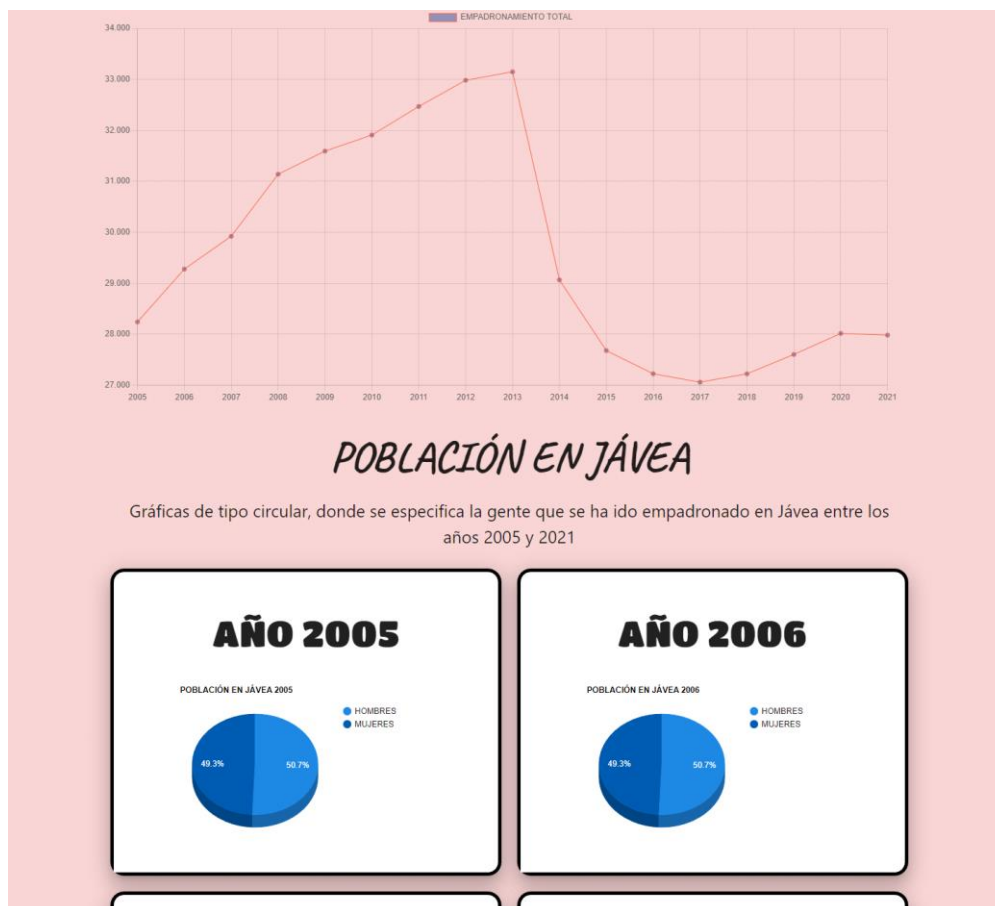 EMPADRONAMIENTO TOTAL
34.000
33.000
32.000
31.000
30.000
29.000
28.000
27.000
2005 2006 2007 2008 2009 2010 2011 2012 2013 2014 2015 2016 2017 2018 2019 2020 2021
POBLACIÓN EN JÁVEA
Gráficas de tipo circular, donde se especifica la gente que se ha ido empadronado en Jávea entre los
años 2005 y 2021
AÑO 2005
POBLACIÓN EN JÁVEA 2005
HOMBRES
MUJERES
49.3% 50.7%
AÑO 2006
POBLACIÓN EN JÁVEA 2006
HOMBRES
MUJERES
49.3% 50.7%